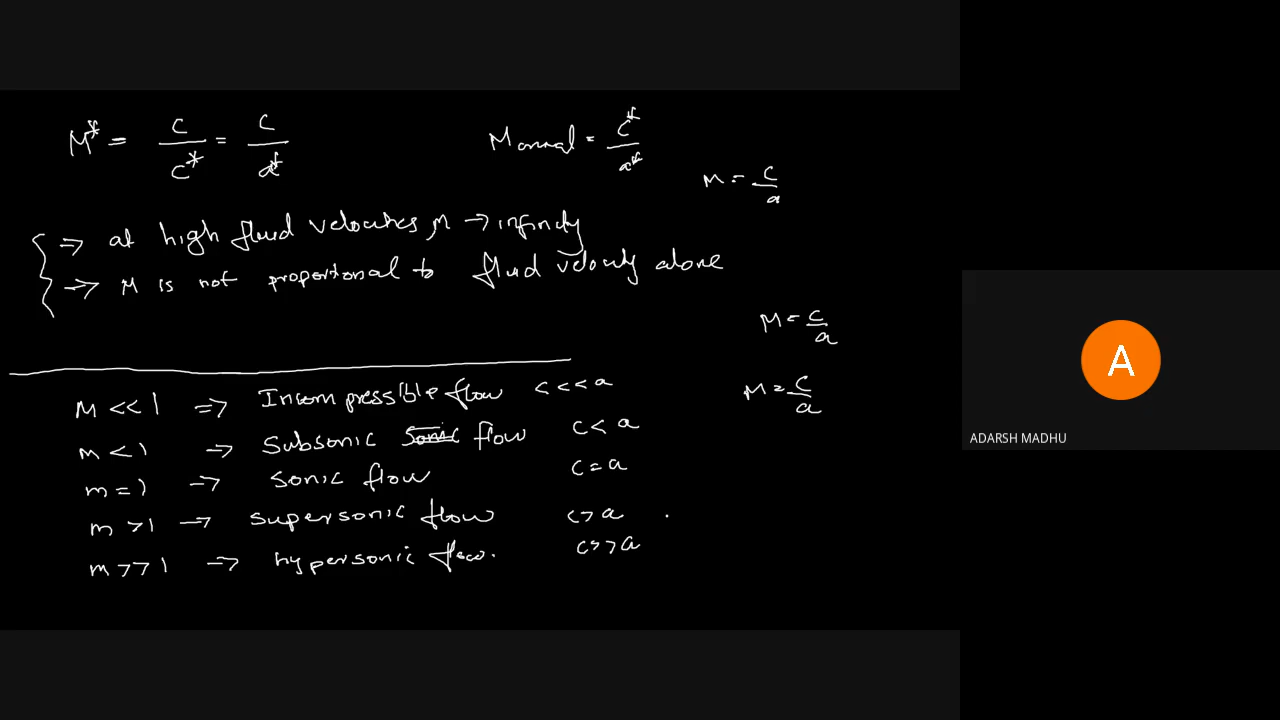 M* = c/c* = c/a*
M = c*/a*
M = c/a
⇒ at high fluid velocities, M → infinity
⇒ M is not proportional to fluid velocity alone
M = c/a
M = c/a
M << 1 ⇒ Incompressible flow c <<< a
m < 1 → Subsonic sonic flow c < a
m = 1 → Sonic flow c = a
m > 1 → supersonic flow c > a
m >> 1 → hypersonic flow. c >> a
A
ADARSH MADHU